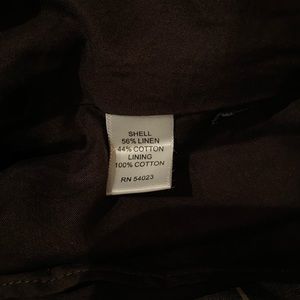 SHELL
56% LINEN
44% COTTON
LINING
100% COTTON
RN 54023